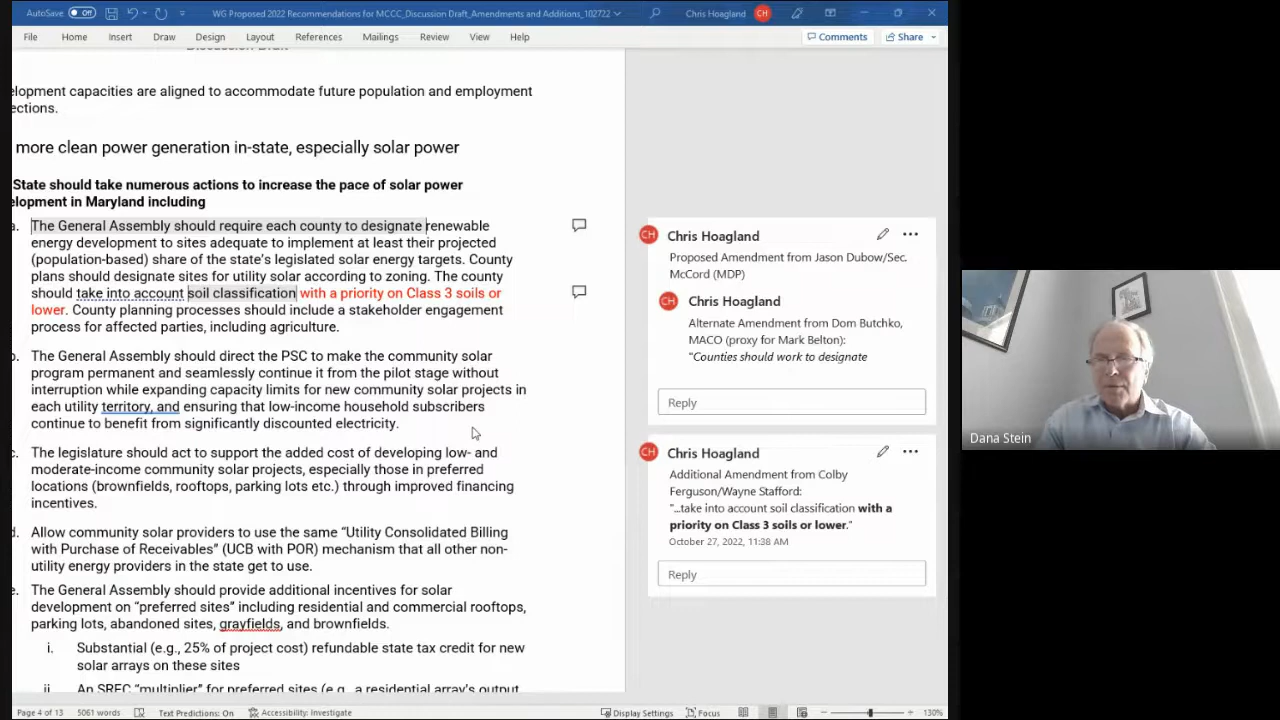 AutoSave Off WG Proposed 2022 Recommendations for MCCC_Discussion Draft_Amendments and Additions_102722 Chris Hoagland CH
File Home Insert Draw Design Layout References Mailings Review View Help Comments Share
Discussion Draft
elopment capacities are aligned to accommodate future population and employment
ections.
more clean power generation in-state, especially solar power
State should take numerous actions to increase the pace of solar power
elopment in Maryland including
a. The General Assembly should require each county to designate renewable
energy development to sites adequate to implement at least their projected
(population-based) share of the state's legislated solar energy targets. County
plans should designate sites for utility solar according to zoning. The county
should take into account soil classification with a priority on Class 3 soils or
lower. County planning processes should include a stakeholder engagement
process for affected parties, including agriculture.
o. The General Assembly should direct the PSC to make the community solar
program permanent and seamlessly continue it from the pilot stage without
interruption while expanding capacity limits for new community solar projects in
each utility territory, and ensuring that low-income household subscribers
continue to benefit from significantly discounted electricity.
c. The legislature should act to support the added cost of developing low- and
moderate-income community solar projects, especially those in preferred
locations (brownfields, rooftops, parking lots etc.) through improved financing
incentives.
d. Allow community solar providers to use the same “Utility Consolidated Billing
with Purchase of Receivables” (UCB with POR) mechanism that all other non-
utility energy providers in the state get to use.
e. The General Assembly should provide additional incentives for solar
development on “preferred sites” including residential and commercial rooftops,
parking lots, abandoned sites, grayfields, and brownfields.
i. Substantial (e.g., 25% of project cost) refundable state tax credit for new
solar arrays on these sites
ii. An SREC “multiplier” for preferred sites (e.g., a residential array's output
CH Chris Hoagland
Proposed Amendment from Jason Dubow/Sec.
McCord (MDP)
CH Chris Hoagland
Alternate Amendment from Dom Butchko,
MACO (proxy for Mark Belton):
"Counties should work to designate
Reply
CH Chris Hoagland
Additional Amendment from Colby
Ferguson/Wayne Stafford:
"...take into account soil classification with a
priority on Class 3 soils or lower."
October 27, 2022, 11:38 AM
Reply
Dana Stein
Page 4 of 13 5061 words Text Predictions: On Accessibility: Investigate Display Settings Focus 130%